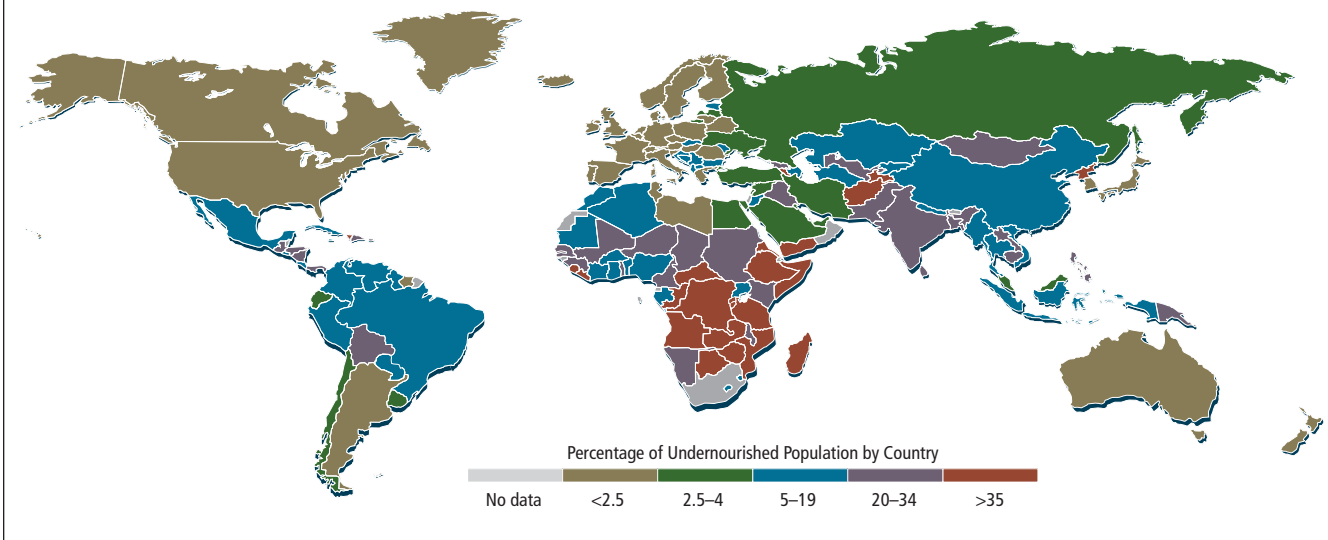 Percentage of Undernourished Population by Country
No data <2.5 2.5–4 5–19 20–34 >35